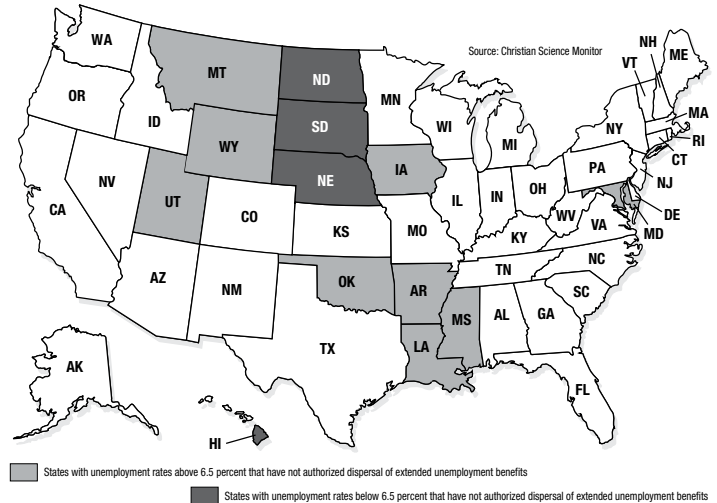 Source: Christian Science Monitor
NH
VT
ME
WA
MT
ND
MN
OR
ID
SD
WI
MI
NY
MA
RI
CT
WY
IA
PA
NJ
NE
NV
UT
IL
IN
OH
DE
MD
CA
CO
KS
MO
WV
VA
KY
NC
TN
AZ
NM
OK
AR
SC
MS
AL
GA
LA
TX
AK
FL
HI
States with unemployment rates above 6.5 percent that have not authorized dispersal of extended unemployment benefits
States with unemployment rates below 6.5 percent that have not authorized dispersal of extended unemployment benefits